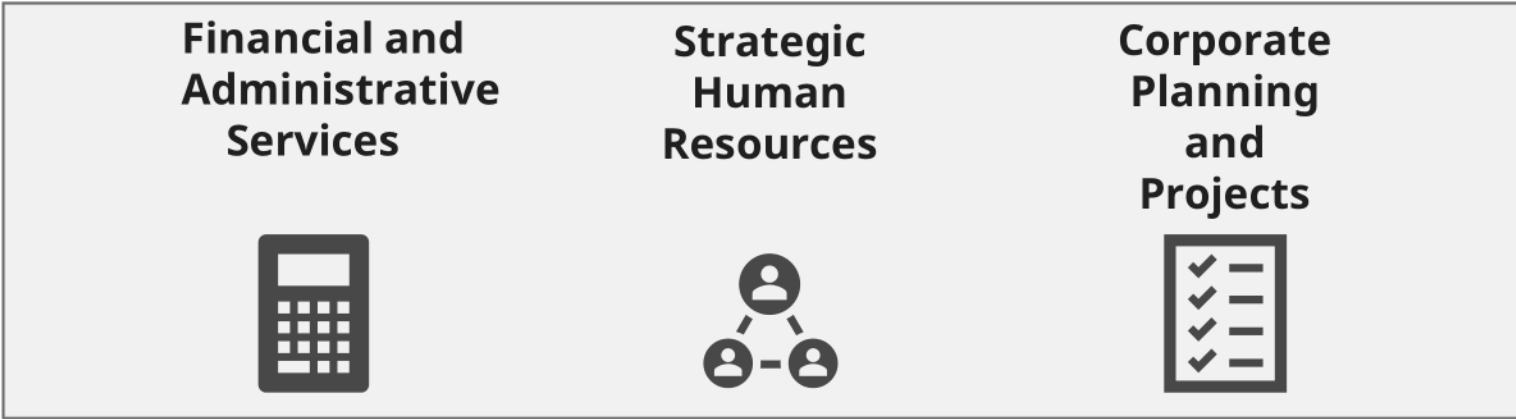 Financial and
Administrative
Services
Strategic
Human
Resources
Corporate
Planning
and
Projects